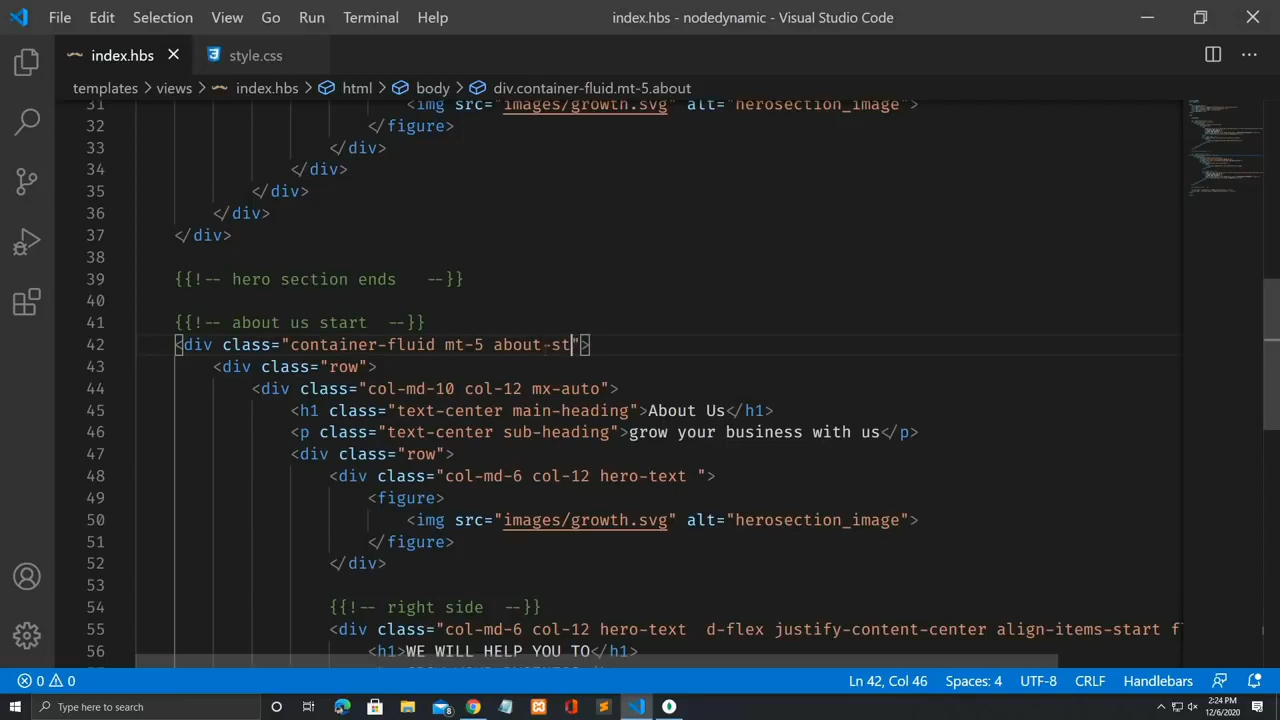 File Edit Selection View Go Run Terminal Help index.hbs - nodedynamic - Visual Studio Code
index.hbs style.css
templates views index.hbs html body div.container-fluid.mt-5.about
31 <img src="images/growth.svg" alt="herosection_image">
32 </figure>
33 </div>
34 </div>
35 </div>
36 </div>
37 </div>
38
39 {{!-- hero section ends --}}
40
41 {{!-- about us start --}}
42 <div class="container-fluid mt-5 about-st">
43 <div class="row">
44 <div class="col-md-10 col-12 mx-auto">
45 <h1 class="text-center main-heading">About Us</h1>
46 <p class="text-center sub-heading">grow your business with us</p>
47 <div class="row">
48 <div class="col-md-6 col-12 hero-text ">
49 <figure>
50 <img src="images/growth.svg" alt="herosection_image">
51 </figure>
52 </div>
53
54 {{!-- right side --}}
55 <div class="col-md-6 col-12 hero-text  d-flex justify-content-center align-items-start
56 <h1>WE WILL HELP YOU TO</h1>
0 0 Ln 42, Col 46 Spaces: 4 UTF-8 CRLF Handlebars
Type here to search 2:24 PM
12/6/2020